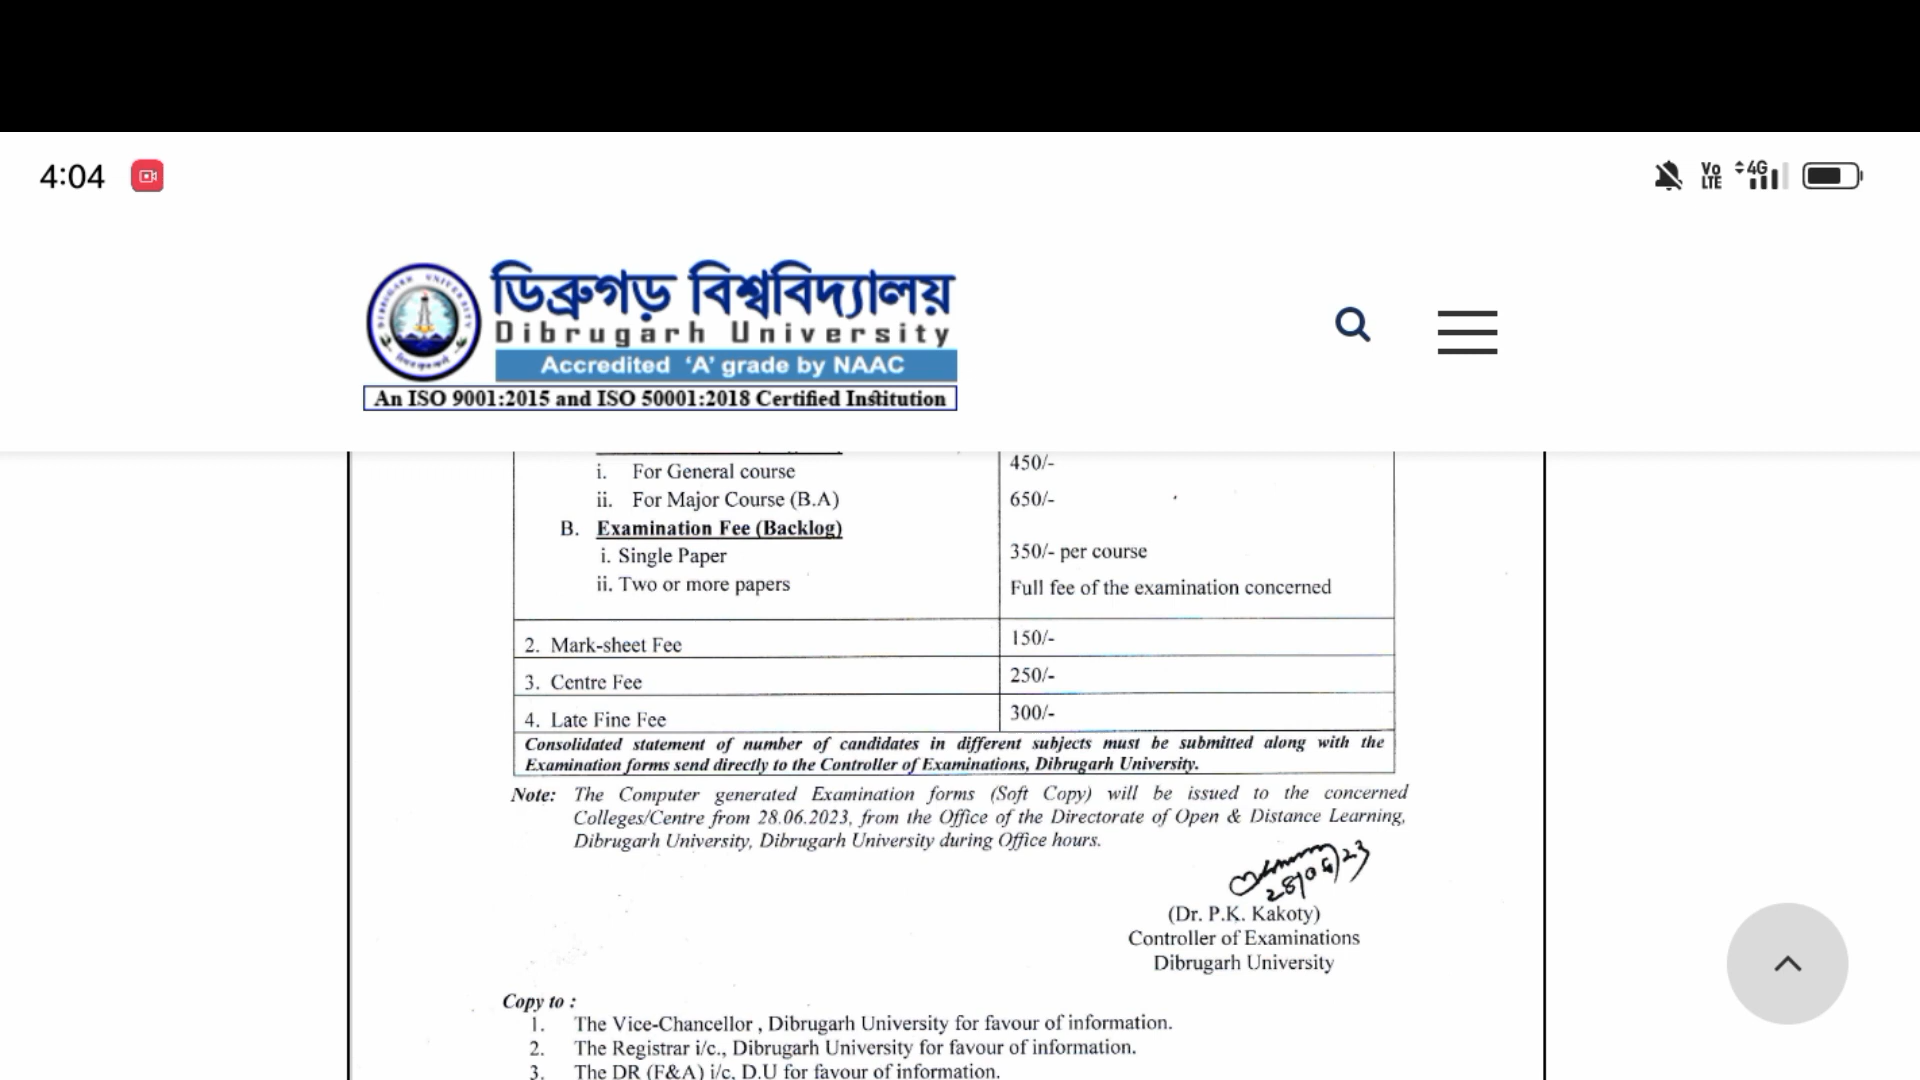 4:04
Vo LTE 4G
ডিব্রুগড় বিশ্ববিদ্যালয়
Dibrugarh University
Accredited 'A' grade by NAAC
An ISO 9001:2015 and ISO 50001:2018 Certified Institution
i. For General course 450/-
ii. For Major Course (B.A) 650/-
B. Examination Fee (Backlog)
i. Single Paper 350/- per course
ii. Two or more papers Full fee of the examination concerned
2. Mark-sheet Fee 150/-
3. Centre Fee 250/-
4. Late Fine Fee 300/-
Consolidated statement of number of candidates in different subjects must be submitted along with the
Examination forms send directly to the Controller of Examinations, Dibrugarh University.
Note: The Computer generated Examination forms (Soft Copy) will be issued to the concerned
Colleges/Centre from 28.06.2023, from the Office of the Directorate of Open & Distance Learning,
Dibrugarh University, Dibrugarh University during Office hours.
28/06/23
(Dr. P.K. Kakoty)
Controller of Examinations
Dibrugarh University
Copy to :
1. The Vice-Chancellor , Dibrugarh University for favour of information.
2. The Registrar i/c., Dibrugarh University for favour of information.
3. The DR (F&A) i/c, D.U for favour of information.